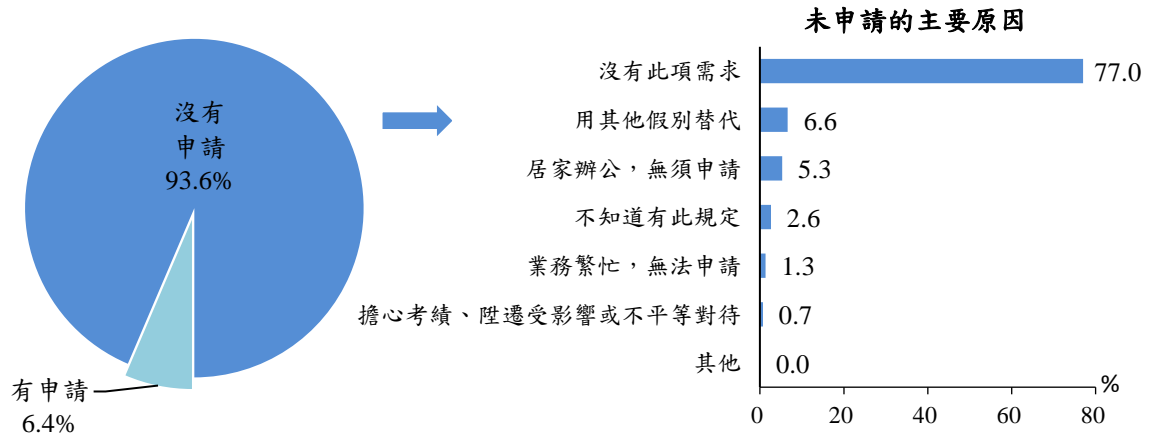 沒有
申請
93.6%
有申請
6.4%
未申請的主要原因
沒有此項需求 77.0
用其他假別替代 6.6
居家辦公，無須申請 5.3
不知道有此規定 2.6
業務繁忙，無法申請 1.3
擔心考績、陞遷受影響或不平等對待 0.7
其他 0.0
%
0 20 40 60 80